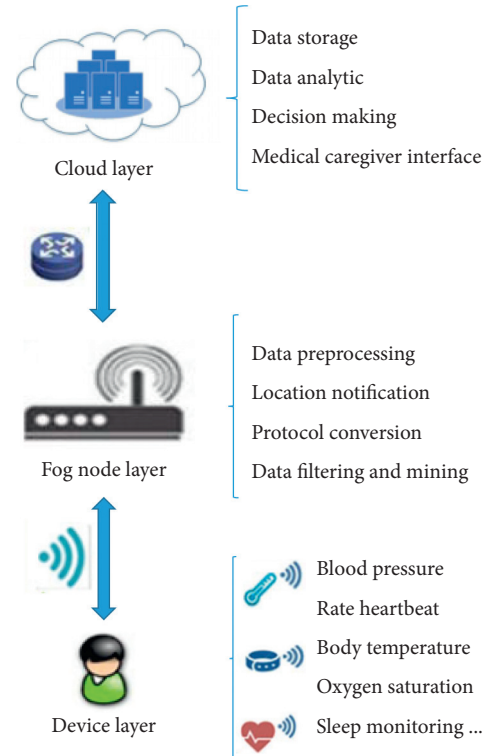 Data storage
Data analytic
Decision making
Medical caregiver interface
Cloud layer
Data preprocessing
Location notification
Protocol conversion
Data filtering and mining
Fog node layer
Blood pressure
Rate heartbeat
Body temperature
Oxygen saturation
Sleep monitoring ...
Device layer